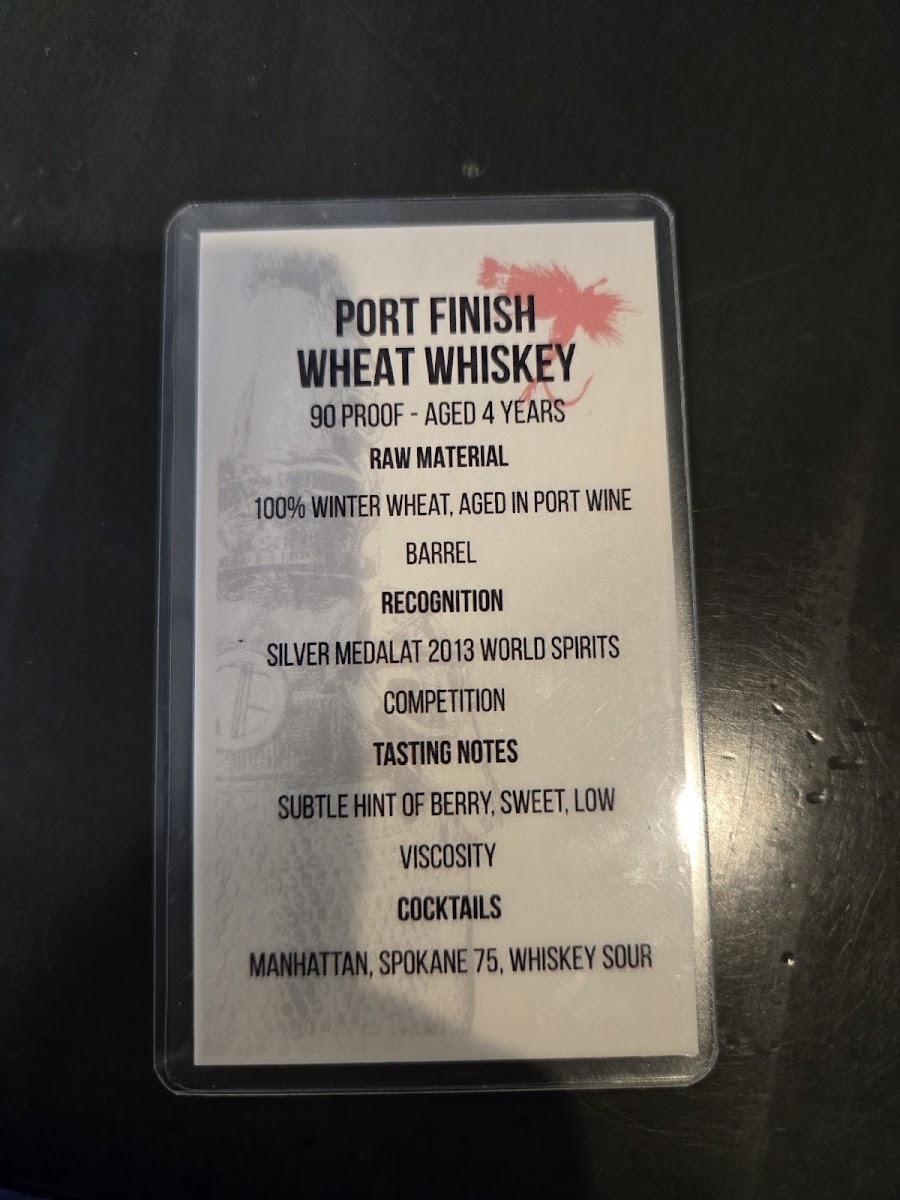 PORT FINISH
WHEAT WHISKEY
90 PROOF - AGED 4 YEARS
RAW MATERIAL
100% WINTER WHEAT, AGED IN PORT WINE
BARREL
RECOGNITION
SILVER MEDALAT 2013 WORLD SPIRITS
COMPETITION
TASTING NOTES
SUBTLE HINT OF BERRY, SWEET, LOW
VISCOSITY
COCKTAILS
MANHATTAN, SPOKANE 75, WHISKEY SOUR